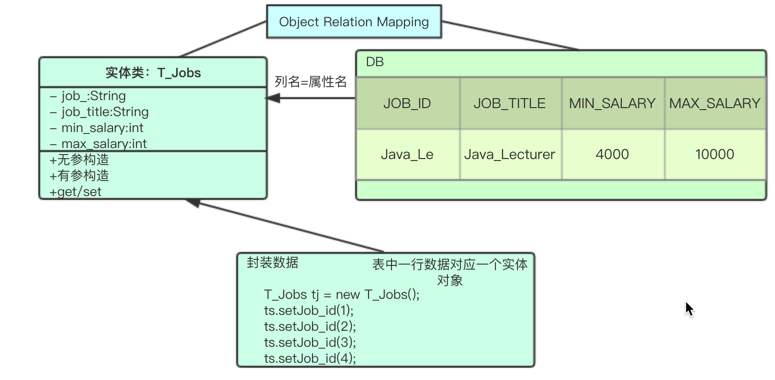 Object Relation Mapping
实体类：T_Jobs
- job_:String
- job_title:String
- min_salary:int
- max_salary:int
+无参构造
+有参构造
+get/set
列名=属性名
DB
JOB_ID JOB_TITLE MIN_SALARY MAX_SALARY
Java_Le Java_Lecturer 4000 10000
封装数据
表中一行数据对应一个实体
对象
T_Jobs tj = new T_Jobs();
ts.setJob_id(1);
ts.setJob_id(2);
ts.setJob_id(3);
ts.setJob_id(4);